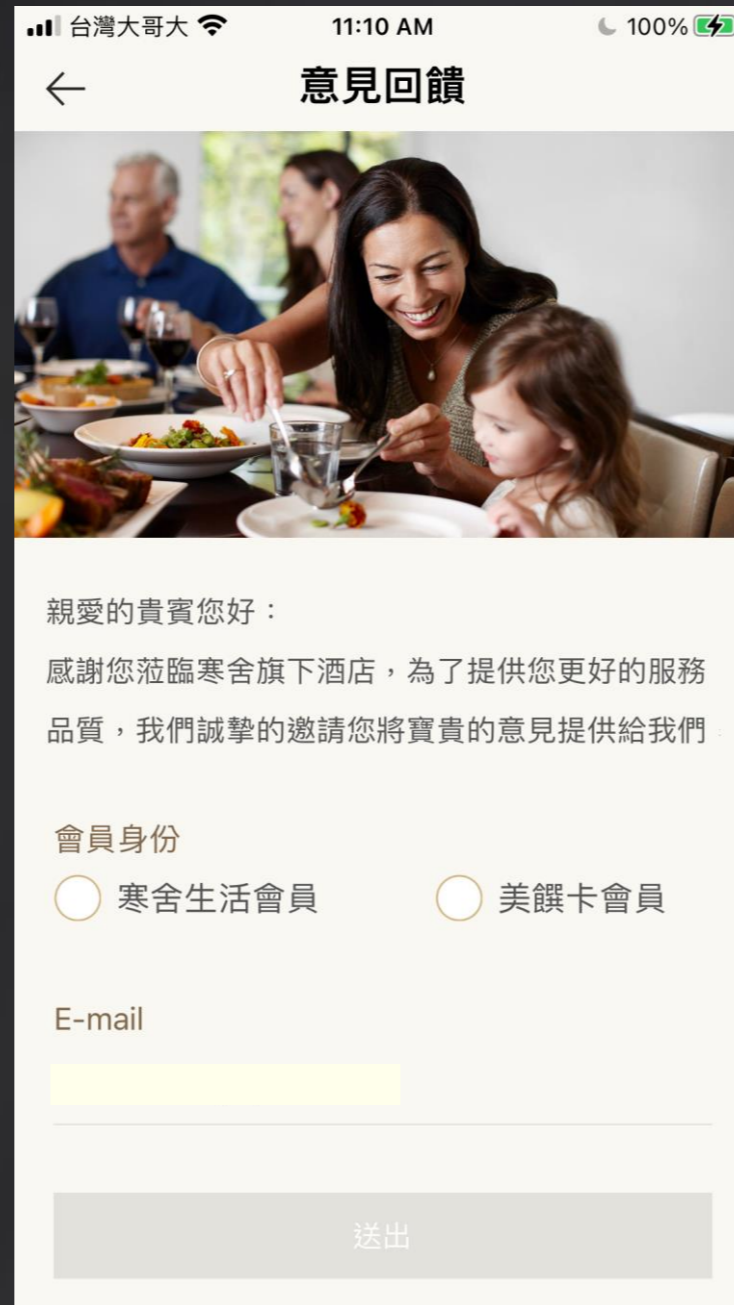 台灣大哥大
11:10 AM
100%
意見回饋
親愛的貴賓您好：
感謝您蒞臨寒舍旗下酒店，為了提供您更好的服務
品質，我們誠摯的邀請您將寶貴的意見提供給我們
會員身份
寒舍生活會員
美饌卡會員
E-mail
送出